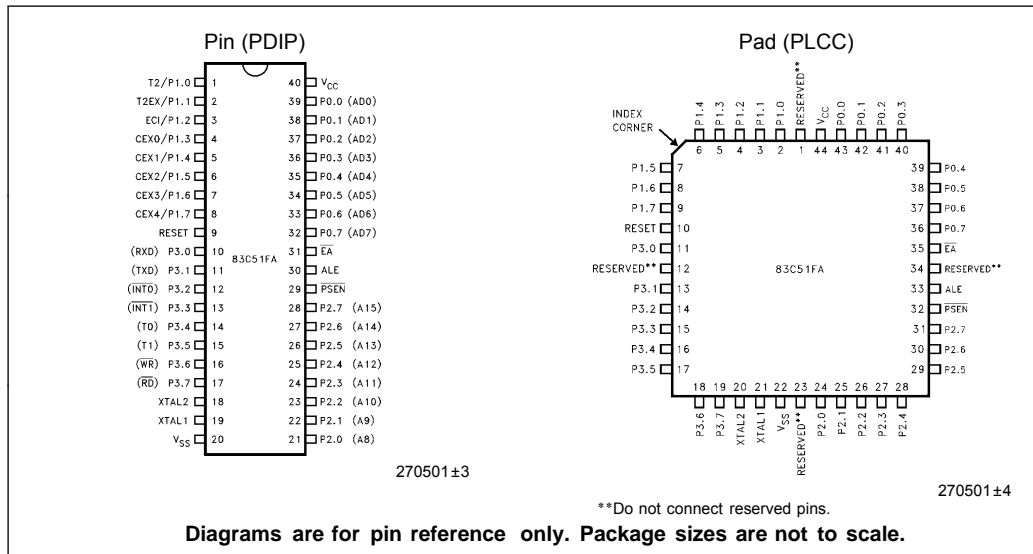 Pin (PDIP)
T2/P1.0 1 40 VCC
T2EX/P1.1 2 39 P0.0 (AD0)
ECI/P1.2 3 38 P0.1 (AD1)
CEX0/P1.3 4 37 P0.2 (AD2)
CEX1/P1.4 5 36 P0.3 (AD3)
CEX2/P1.5 6 35 P0.4 (AD4)
CEX3/P1.6 7 34 P0.5 (AD5)
CEX4/P1.7 8 33 P0.6 (AD6)
RESET 9 32 P0.7 (AD7)
(RXD) P3.0 10 31 EA
83C51FA
(TXD) P3.1 11 30 ALE
(INT0) P3.2 12 29 PSEN
(INT1) P3.3 13 28 P2.7 (A15)
(T0) P3.4 14 27 P2.6 (A14)
(T1) P3.5 15 26 P2.5 (A13)
(WR) P3.6 16 25 P2.4 (A12)
(RD) P3.7 17 24 P2.3 (A11)
XTAL2 18 23 P2.2 (A10)
XTAL1 19 22 P2.1 (A9)
VSS 20 21 P2.0 (A8)
270501±3
Pad (PLCC)
INDEX
CORNER
P1.4 P1.3 P1.2 P1.1 P1.0 RESERVED** VCC P0.0 P0.1 P0.2 P0.3
6 5 4 3 2 1 44 43 42 41 40
P1.5 7 39 P0.4
P1.6 8 38 P0.5
P1.7 9 37 P0.6
RESET 10 36 P0.7
P3.0 11 35 EA
RESERVED** 12 83C51FA 34 RESERVED**
P3.1 13 33 ALE
P3.2 14 32 PSEN
P3.3 15 31 P2.7
P3.4 16 30 P2.6
P3.5 17 29 P2.5
18 19 20 21 22 23 24 25 26 27 28
P3.6 P3.7 XTAL2 XTAL1 VSS RESERVED** P2.0 P2.1 P2.2 P2.3 P2.4
270501±4
**Do not connect reserved pins.
Diagrams are for pin reference only. Package sizes are not to scale.